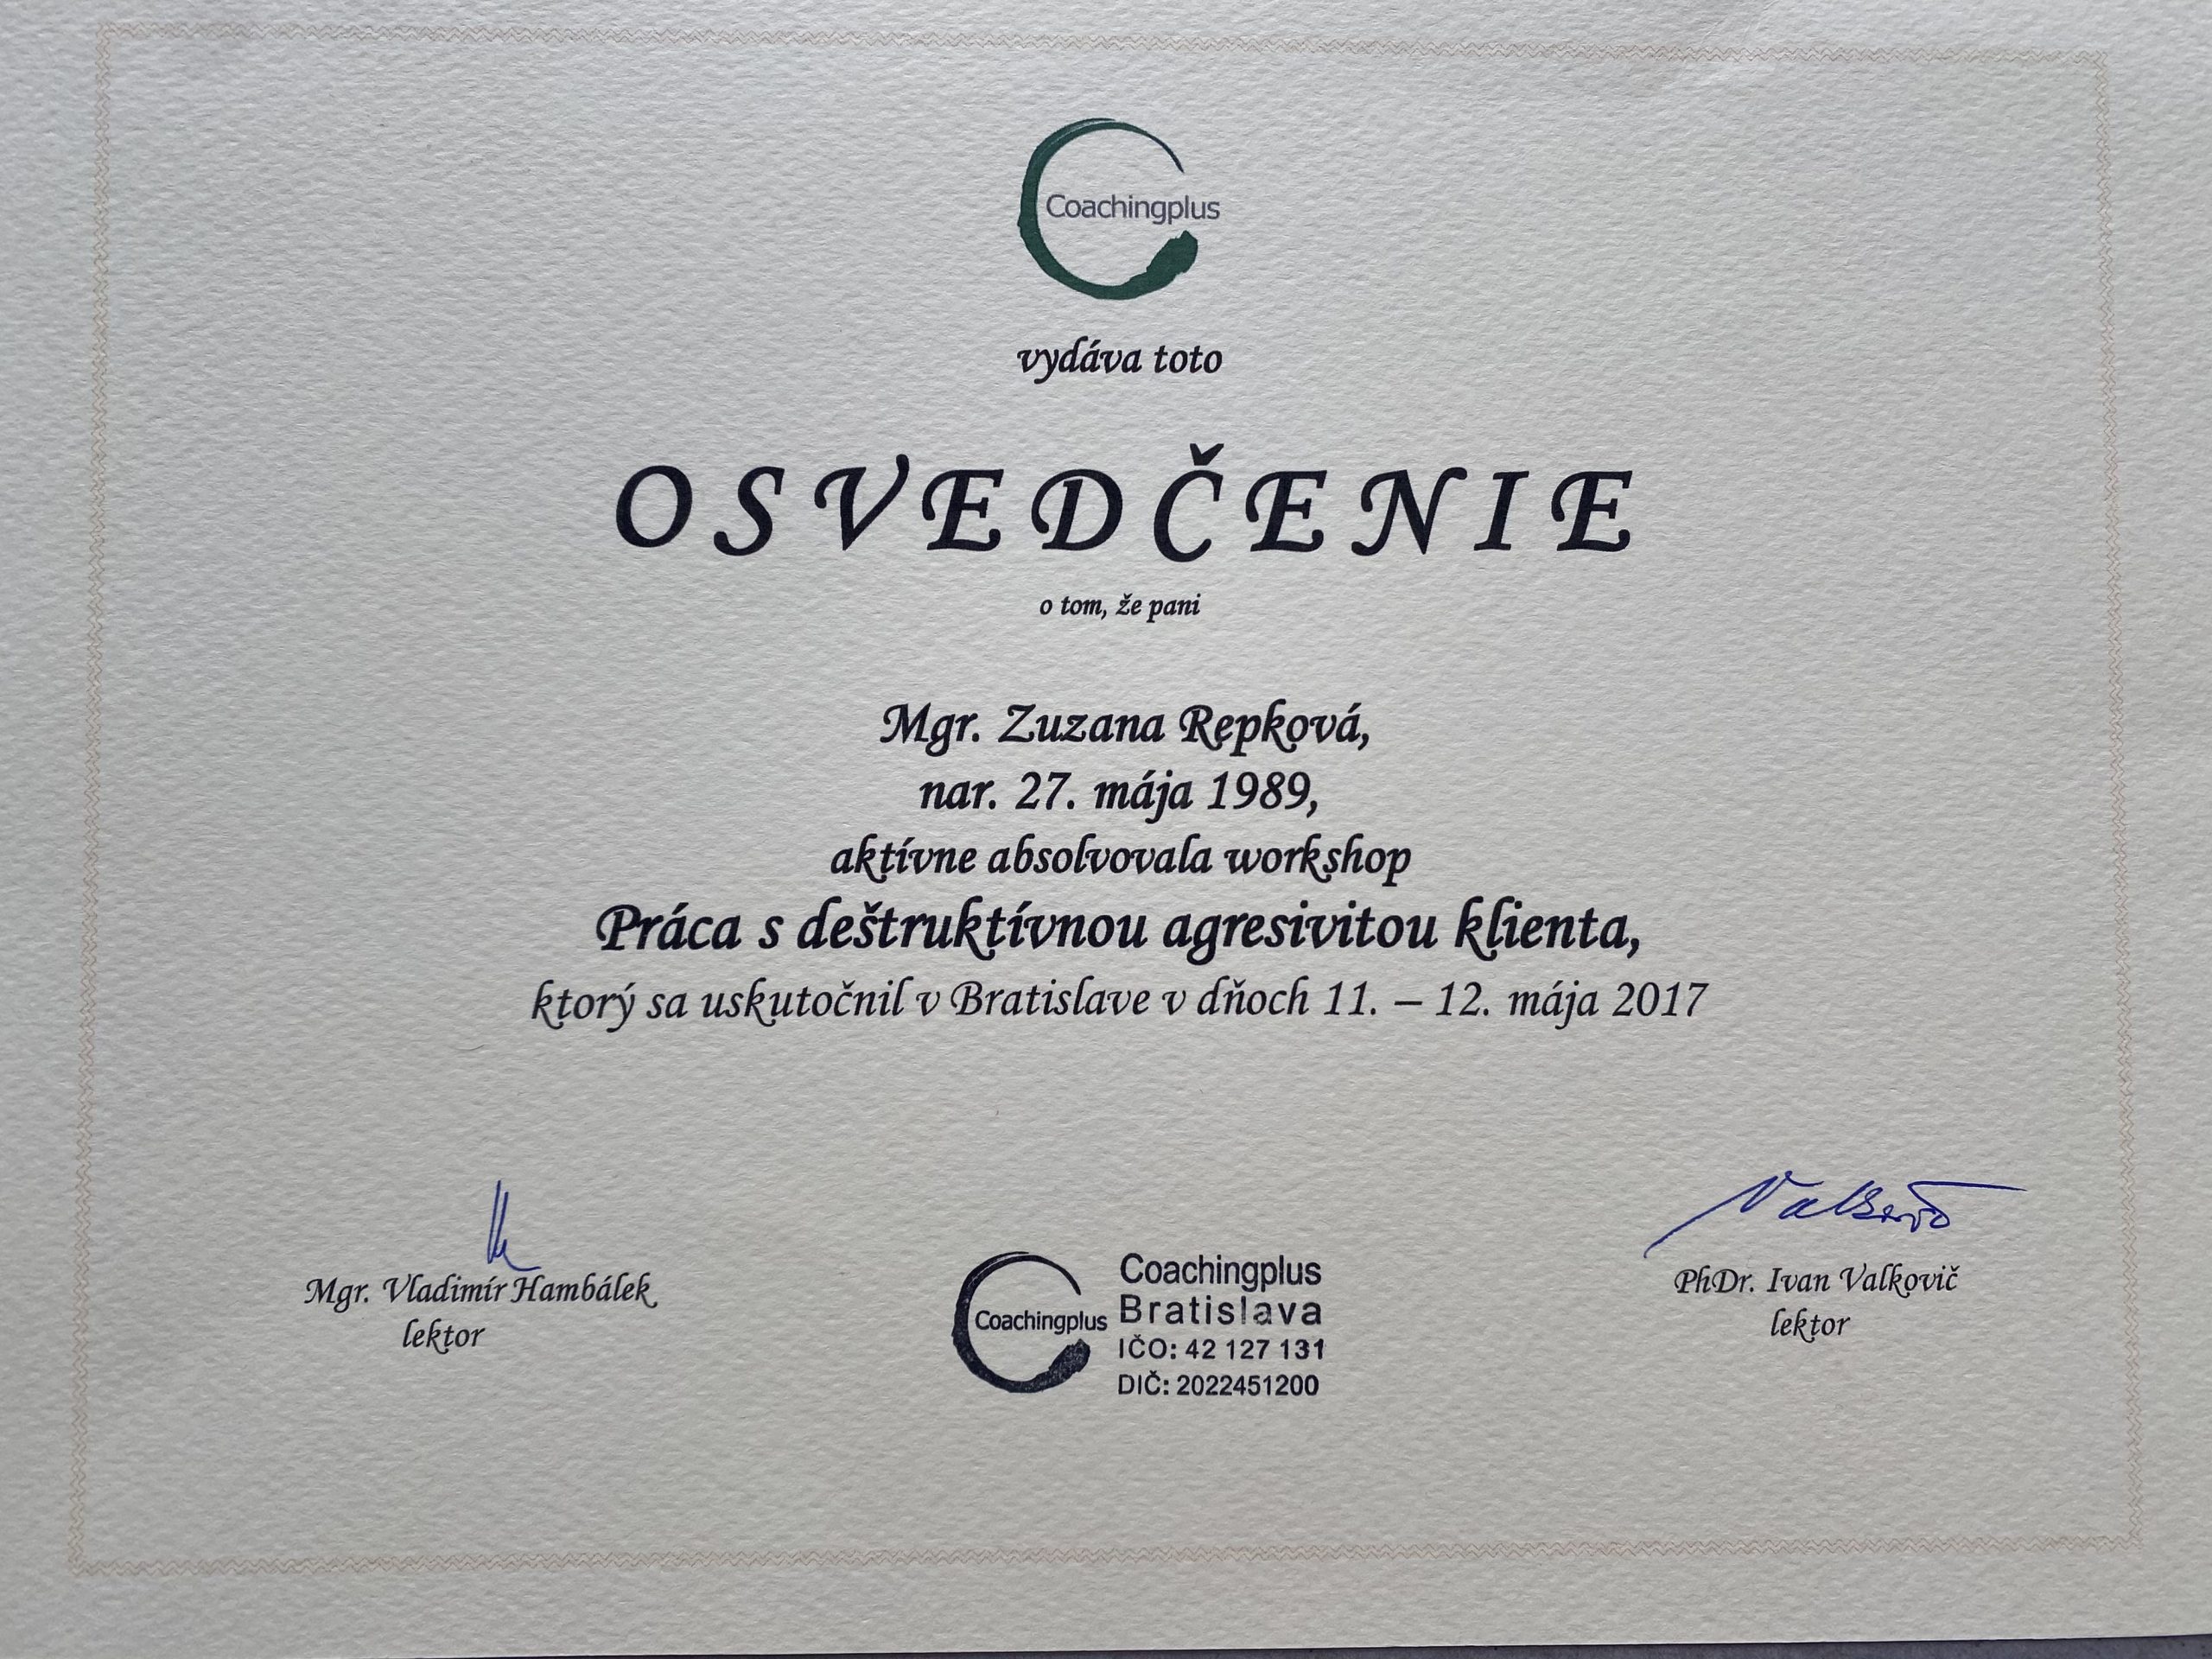 Coachingplus
vydáva toto
OSVEDČENIE
o tom, že pani
Mgr. Zuzana Repková,
nar. 27. mája 1989,
aktívne absolvovala workshop
Práca s deštruktívnou agresivitou klienta,
ktorý sa uskutočnil v Bratislave v dňoch 11. – 12. mája 2017
Mgr. Vladimír Hambálek
lektor
Coachingplus
Coachingplus
Bratislava
IČO: 42 127 131
DIČ: 2022451200
PhDr. Ivan Valkovič
lektor